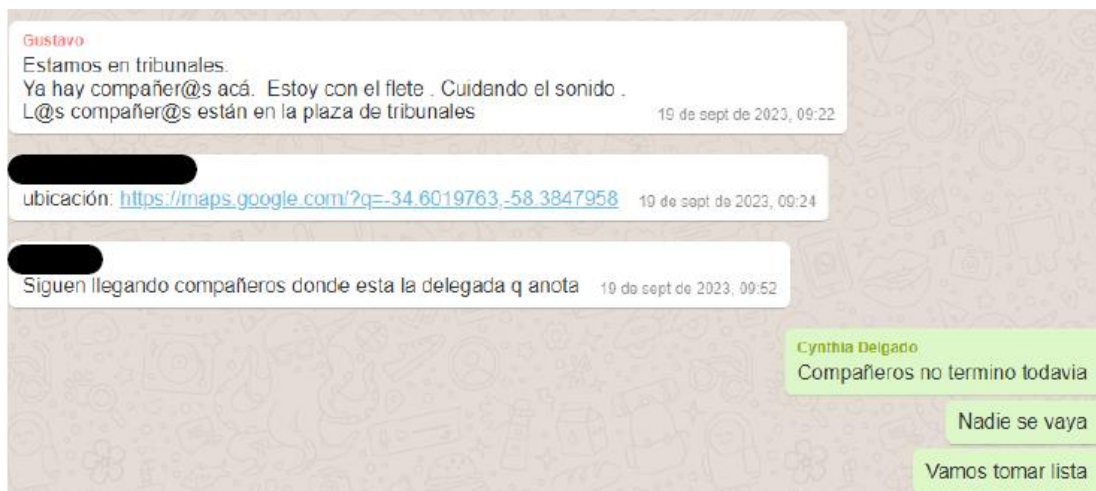 Gustavo
Estamos en tribunales.
Ya hay compañer@s acá. Estoy con el flete . Cuidando el sonido .
L@s compañer@s están en la plaza de tribunales
19 de sept de 2023, 09:22
ubicación: https://maps.google.com/?q=-34.6019763,-58.3847958 19 de sept de 2023, 09:24
Siguen llegando compañeros donde esta la delegada q anota 19 de sept de 2023, 09:52
Cynthia Delgado
Compañeros no termino todavia
Nadie se vaya
Vamos tomar lista